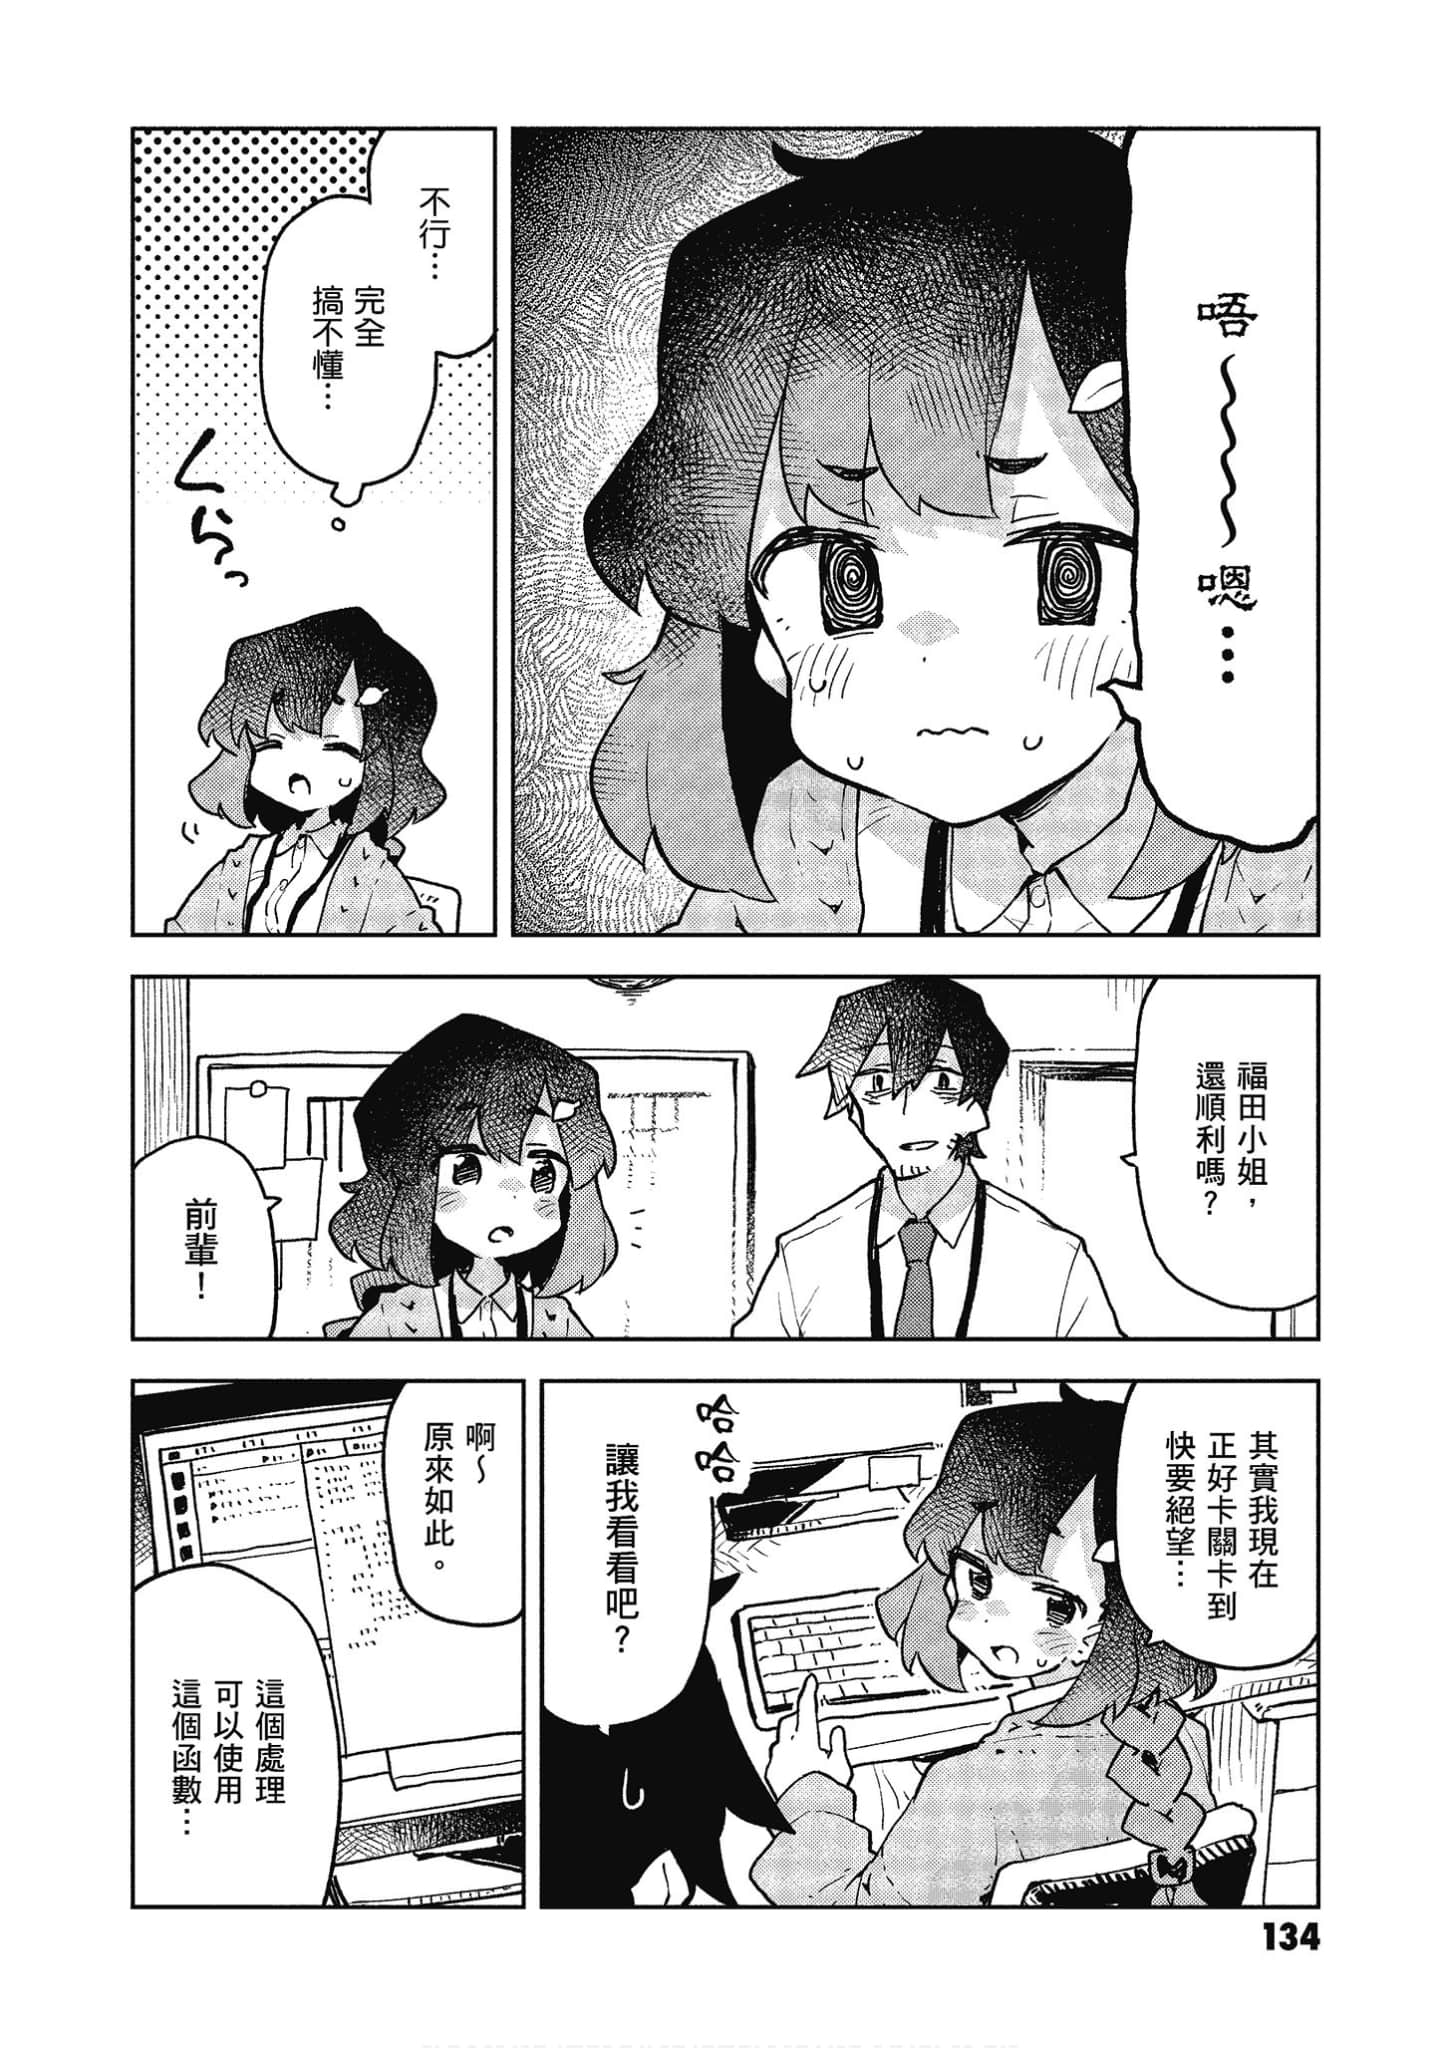 唔～～～～嗯…
不行…
完全
搞不懂…
くらっ
福田小姐，
還順利嗎？
前輩！
其實我現在
正好卡關卡到
快要絕望…
哈哈
哈哈
讓我看看吧？
啊～
原來如此。
這個處理
可以使用
這個函數…
134